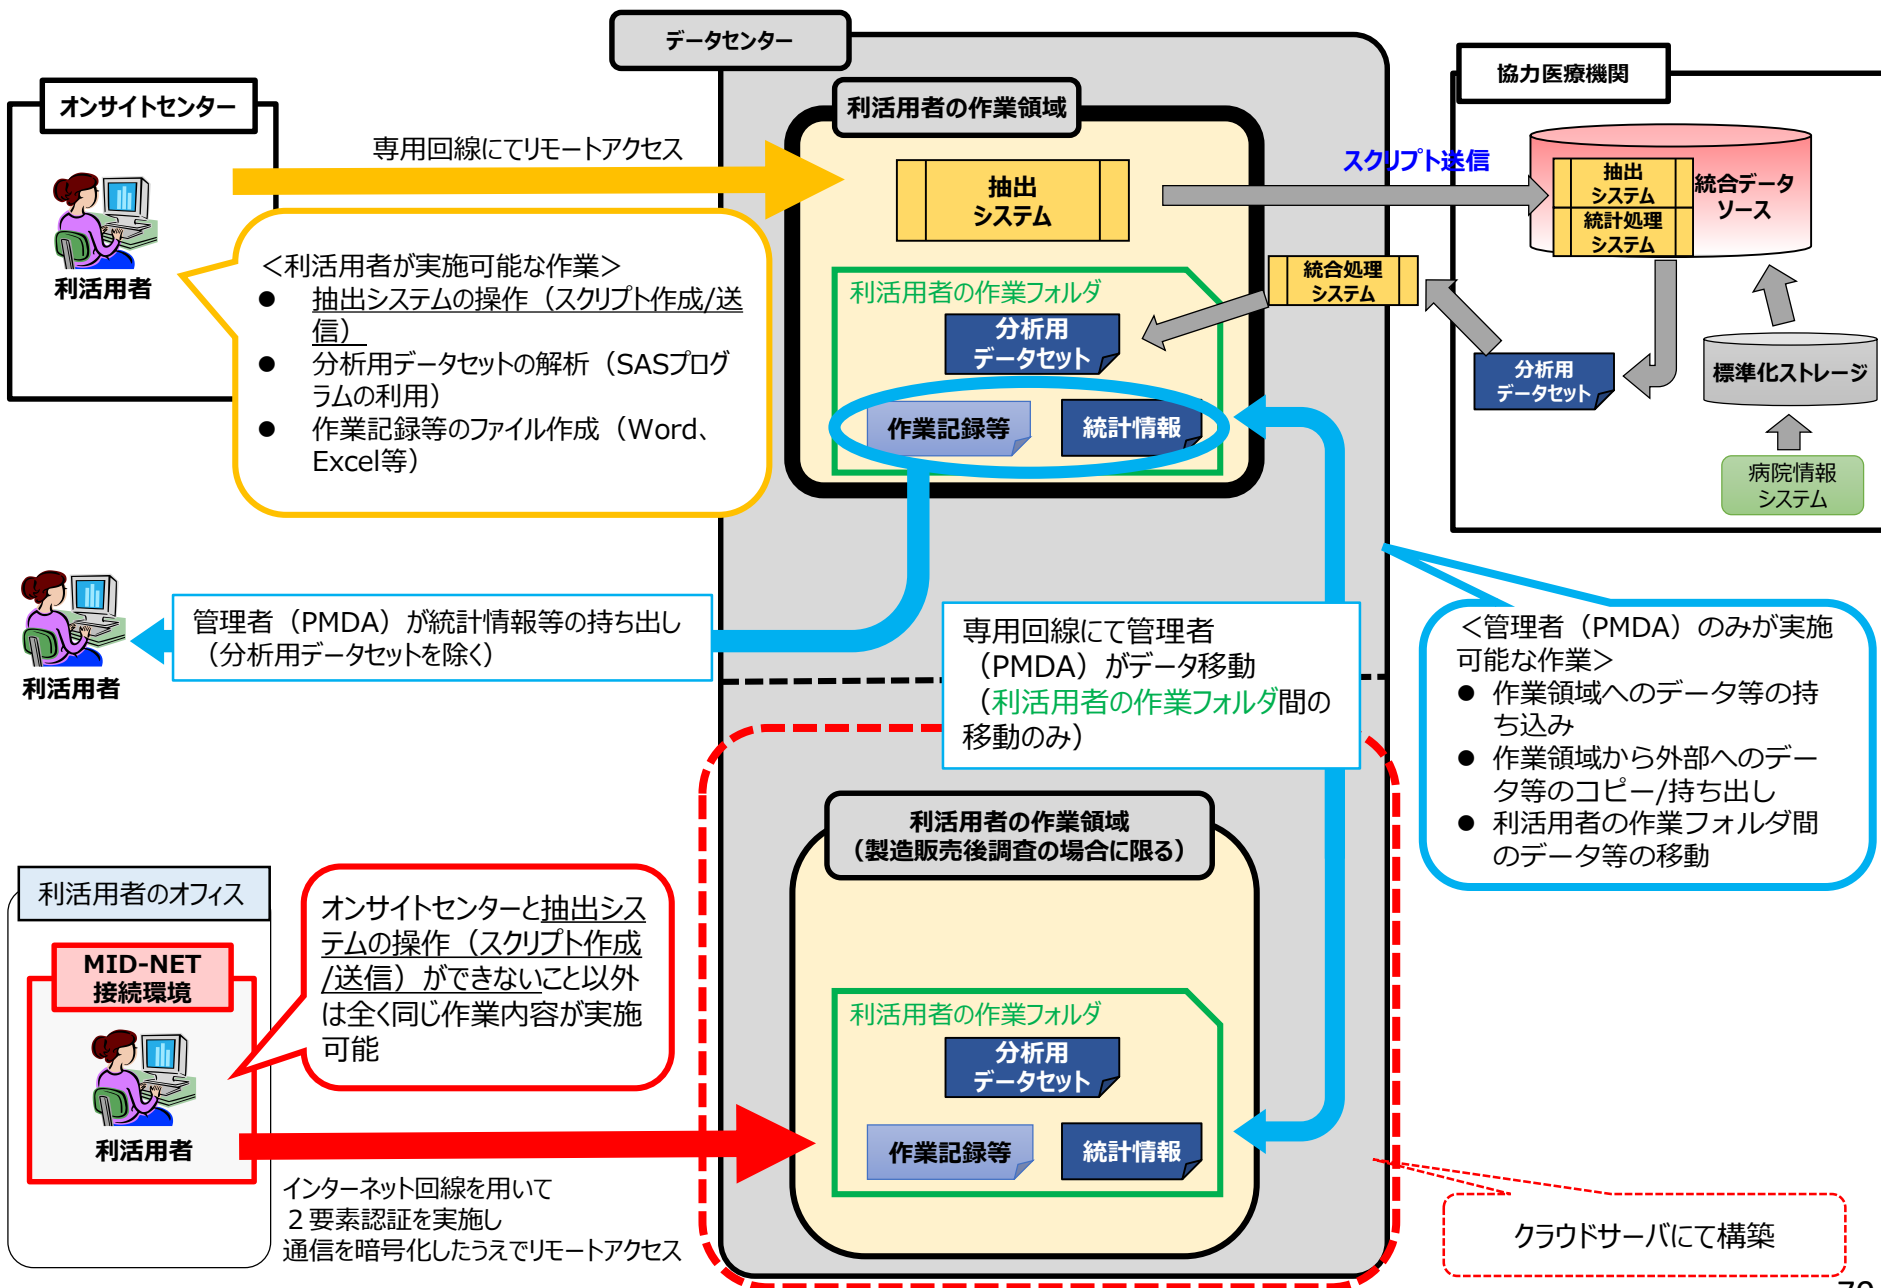 データセンター
オンサイトセンター
利活用者
専用回線にてリモートアクセス
<利活用者が実施可能な作業>
● 抽出システムの操作（スクリプト作成/送
信）
● 分析用データセットの解析（SASプログ
ラムの利用）
● 作業記録等のファイル作成（Word、
Excel等）
利活用者の作業領域
抽出
システム
利活用者の作業フォルダ
分析用
データセット
作業記録等
統計情報
スクリプト送信
協力医療機関
抽出
システム
統計処理
システム
統合データ
ソース
統合処理
システム
分析用
データセット
標準化ストレージ
病院情報
システム
利活用者
管理者（PMDA）が統計情報等の持ち出し
（分析用データセットを除く）
専用回線にて管理者
（PMDA）がデータ移動
（利活用者の作業フォルダ間の
移動のみ）
<管理者（PMDA）のみが実施
可能な作業>
● 作業領域へのデータ等の持
ち込み
● 作業領域から外部へのデー
タ等のコピー/持ち出し
● 利活用者の作業フォルダ間
のデータ等の移動
利活用者のオフィス
MID-NET
接続環境
利活用者
オンサイトセンターと抽出シス
テムの操作（スクリプト作成
/送信）ができないこと以外
は全く同じ作業内容が実施
可能
インターネット回線を用いて
２要素認証を実施し
通信を暗号化したうえでリモートアクセス
利活用者の作業領域
（製造販売後調査の場合に限る）
利活用者の作業フォルダ
分析用
データセット
作業記録等
統計情報
クラウドサーバにて構築